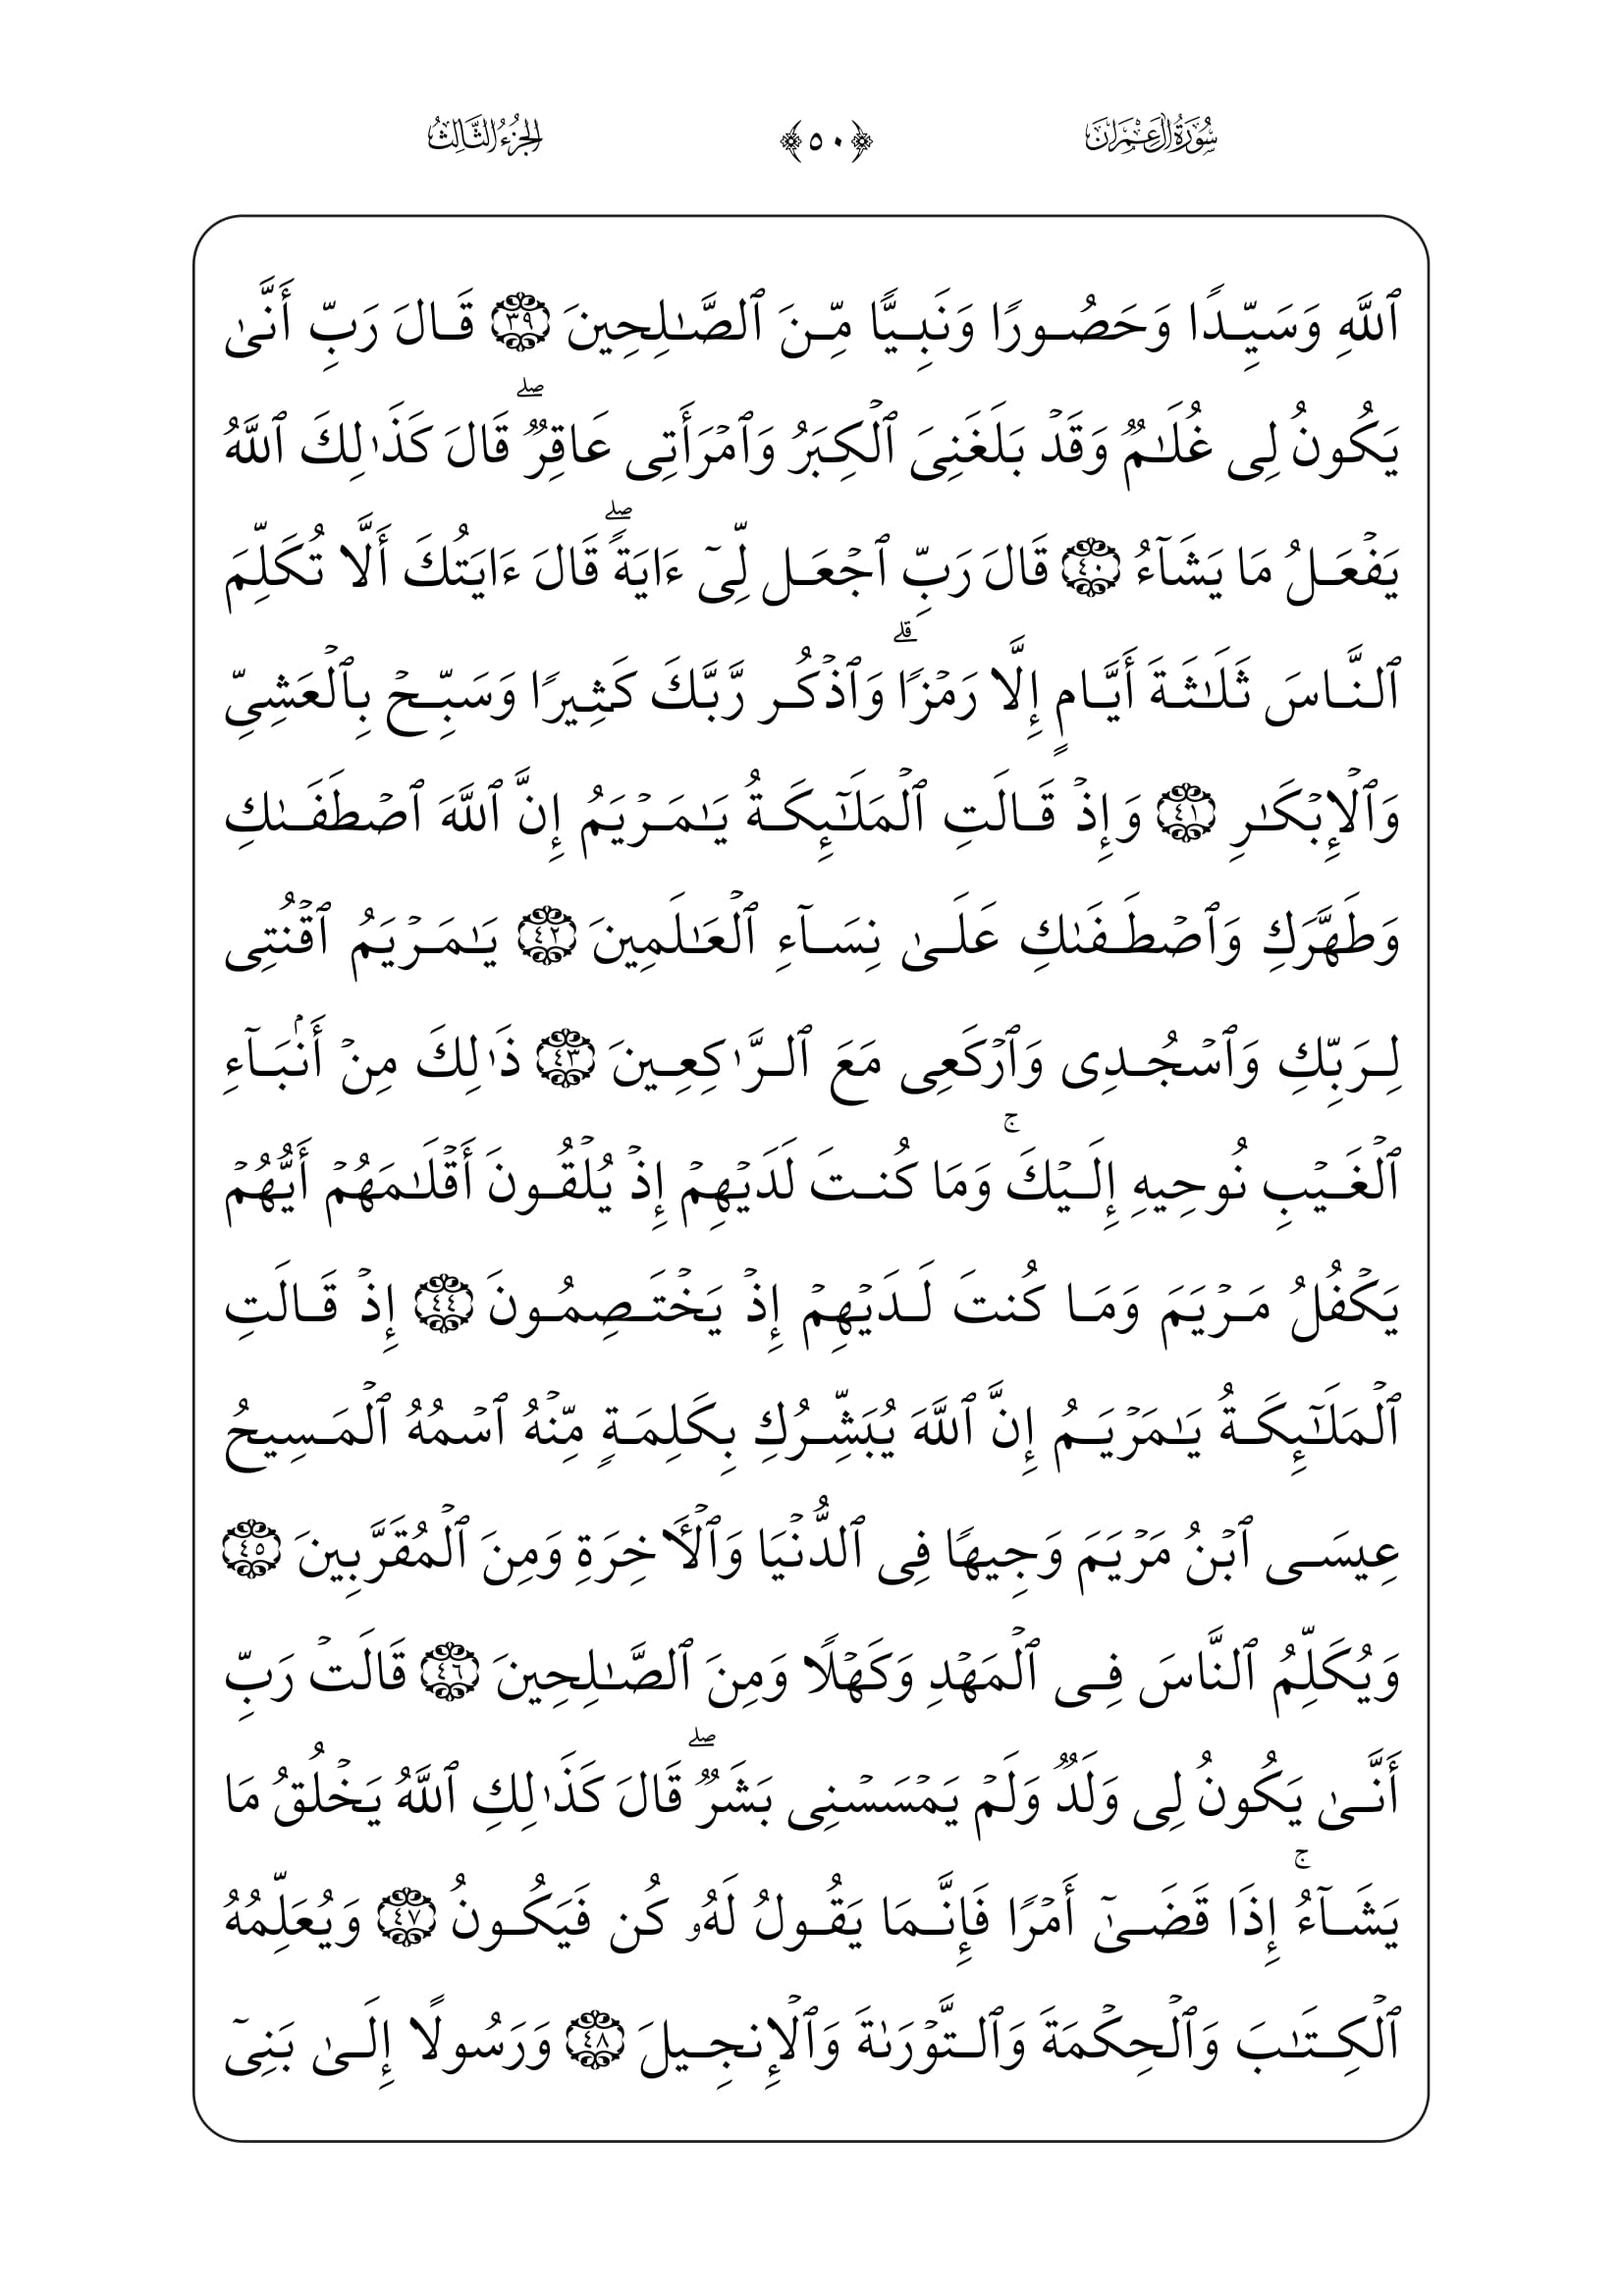 سُورَةُ آلِ عِمْرَانَ ﴿٥٠﴾ الجُزْءُ الثَّالِثُ
ٱللَّهِ وَسَيِّدًا وَحَصُورًا وَنَبِيًّا مِّنَ ٱلصَّـٰلِحِينَ ٣٩ قَالَ رَبِّ أَنَّىٰ
يَكُونُ لِى غُلَـٰمٌ وَقَدْ بَلَغَنِىَ ٱلْكِبَرُ وَٱمْرَأَتِى عَاقِرٌ ۖ قَالَ كَذَٰلِكَ ٱللَّهُ
يَفْعَلُ مَا يَشَآءُ ٤٠ قَالَ رَبِّ ٱجْعَل لِّىٓ ءَايَةً ۖ قَالَ ءَايَتُكَ أَلَّا تُكَلِّمَ
ٱلنَّاسَ ثَلَـٰثَةَ أَيَّامٍ إِلَّا رَمْزًا ۗ وَٱذْكُر رَّبَّكَ كَثِيرًا وَسَبِّحْ بِٱلْعَشِىِّ
وَٱلْإِبْكَـٰرِ ٤١ وَإِذْ قَالَتِ ٱلْمَلَـٰٓئِكَةُ يَـٰمَرْيَمُ إِنَّ ٱللَّهَ ٱصْطَفَىٰكِ
وَطَهَّرَكِ وَٱصْطَفَىٰكِ عَلَىٰ نِسَآءِ ٱلْعَـٰلَمِينَ ٤٢ يَـٰمَرْيَمُ ٱقْنُتِى
لِرَبِّكِ وَٱسْجُدِى وَٱرْكَعِى مَعَ ٱلرَّٰكِعِينَ ٤٣ ذَٰلِكَ مِنْ أَنۢبَآءِ
ٱلْغَيْبِ نُوحِيهِ إِلَيْكَ ۚ وَمَا كُنتَ لَدَيْهِمْ إِذْ يُلْقُونَ أَقْلَـٰمَهُمْ أَيُّهُمْ
يَكْفُلُ مَرْيَمَ وَمَا كُنتَ لَدَيْهِمْ إِذْ يَخْتَصِمُونَ ٤٤ إِذْ قَالَتِ
ٱلْمَلَـٰٓئِكَةُ يَـٰمَرْيَمُ إِنَّ ٱللَّهَ يُبَشِّرُكِ بِكَلِمَةٍ مِّنْهُ ٱسْمُهُ ٱلْمَسِيحُ
عِيسَى ٱبْنُ مَرْيَمَ وَجِيهًا فِى ٱلدُّنْيَا وَٱلْـَٔاخِرَةِ وَمِنَ ٱلْمُقَرَّبِينَ ٤٥
وَيُكَلِّمُ ٱلنَّاسَ فِى ٱلْمَهْدِ وَكَهْلًا وَمِنَ ٱلصَّـٰلِحِينَ ٤٦ قَالَتْ رَبِّ
أَنَّىٰ يَكُونُ لِى وَلَدٌ وَلَمْ يَمْسَسْنِى بَشَرٌ ۖ قَالَ كَذَٰلِكِ ٱللَّهُ يَخْلُقُ مَا
يَشَآءُ ۚ إِذَا قَضَىٰٓ أَمْرًا فَإِنَّمَا يَقُولُ لَهُۥ كُن فَيَكُونُ ٤٧ وَيُعَلِّمُهُ
ٱلْكِتَـٰبَ وَٱلْحِكْمَةَ وَٱلتَّوْرَىٰةَ وَٱلْإِنجِيلَ ٤٨ وَرَسُولًا إِلَىٰ بَنِىٓ